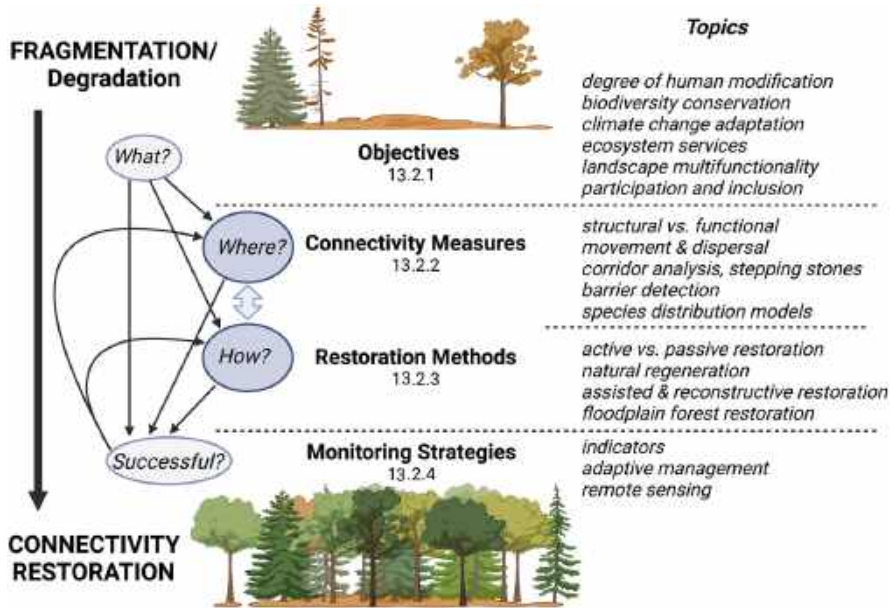 FRAGMENTATION/
Degradation
Topics
degree of human modification
biodiversity conservation
climate change adaptation
ecosystem services
landscape multifunctionality
participation and inclusion
What?
Objectives
13.2.1
Where?
Connectivity Measures
13.2.2
structural vs. functional
movement & dispersal
corridor analysis, stepping stones
barrier detection
species distribution models
How?
Restoration Methods
13.2.3
active vs. passive restoration
natural regeneration
assisted & reconstructive restoration
floodplain forest restoration
Successful?
Monitoring Strategies
13.2.4
indicators
adaptive management
remote sensing
CONNECTIVITY
RESTORATION